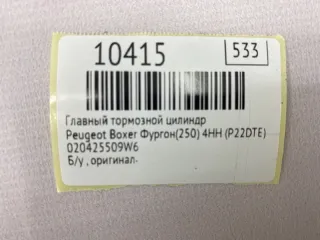 10415 533
Главный тормозной цилиндр
Peugeot Boxer Фургон(250) 4HH (P22DTE)
020425509W6
Б/у , оригинал.